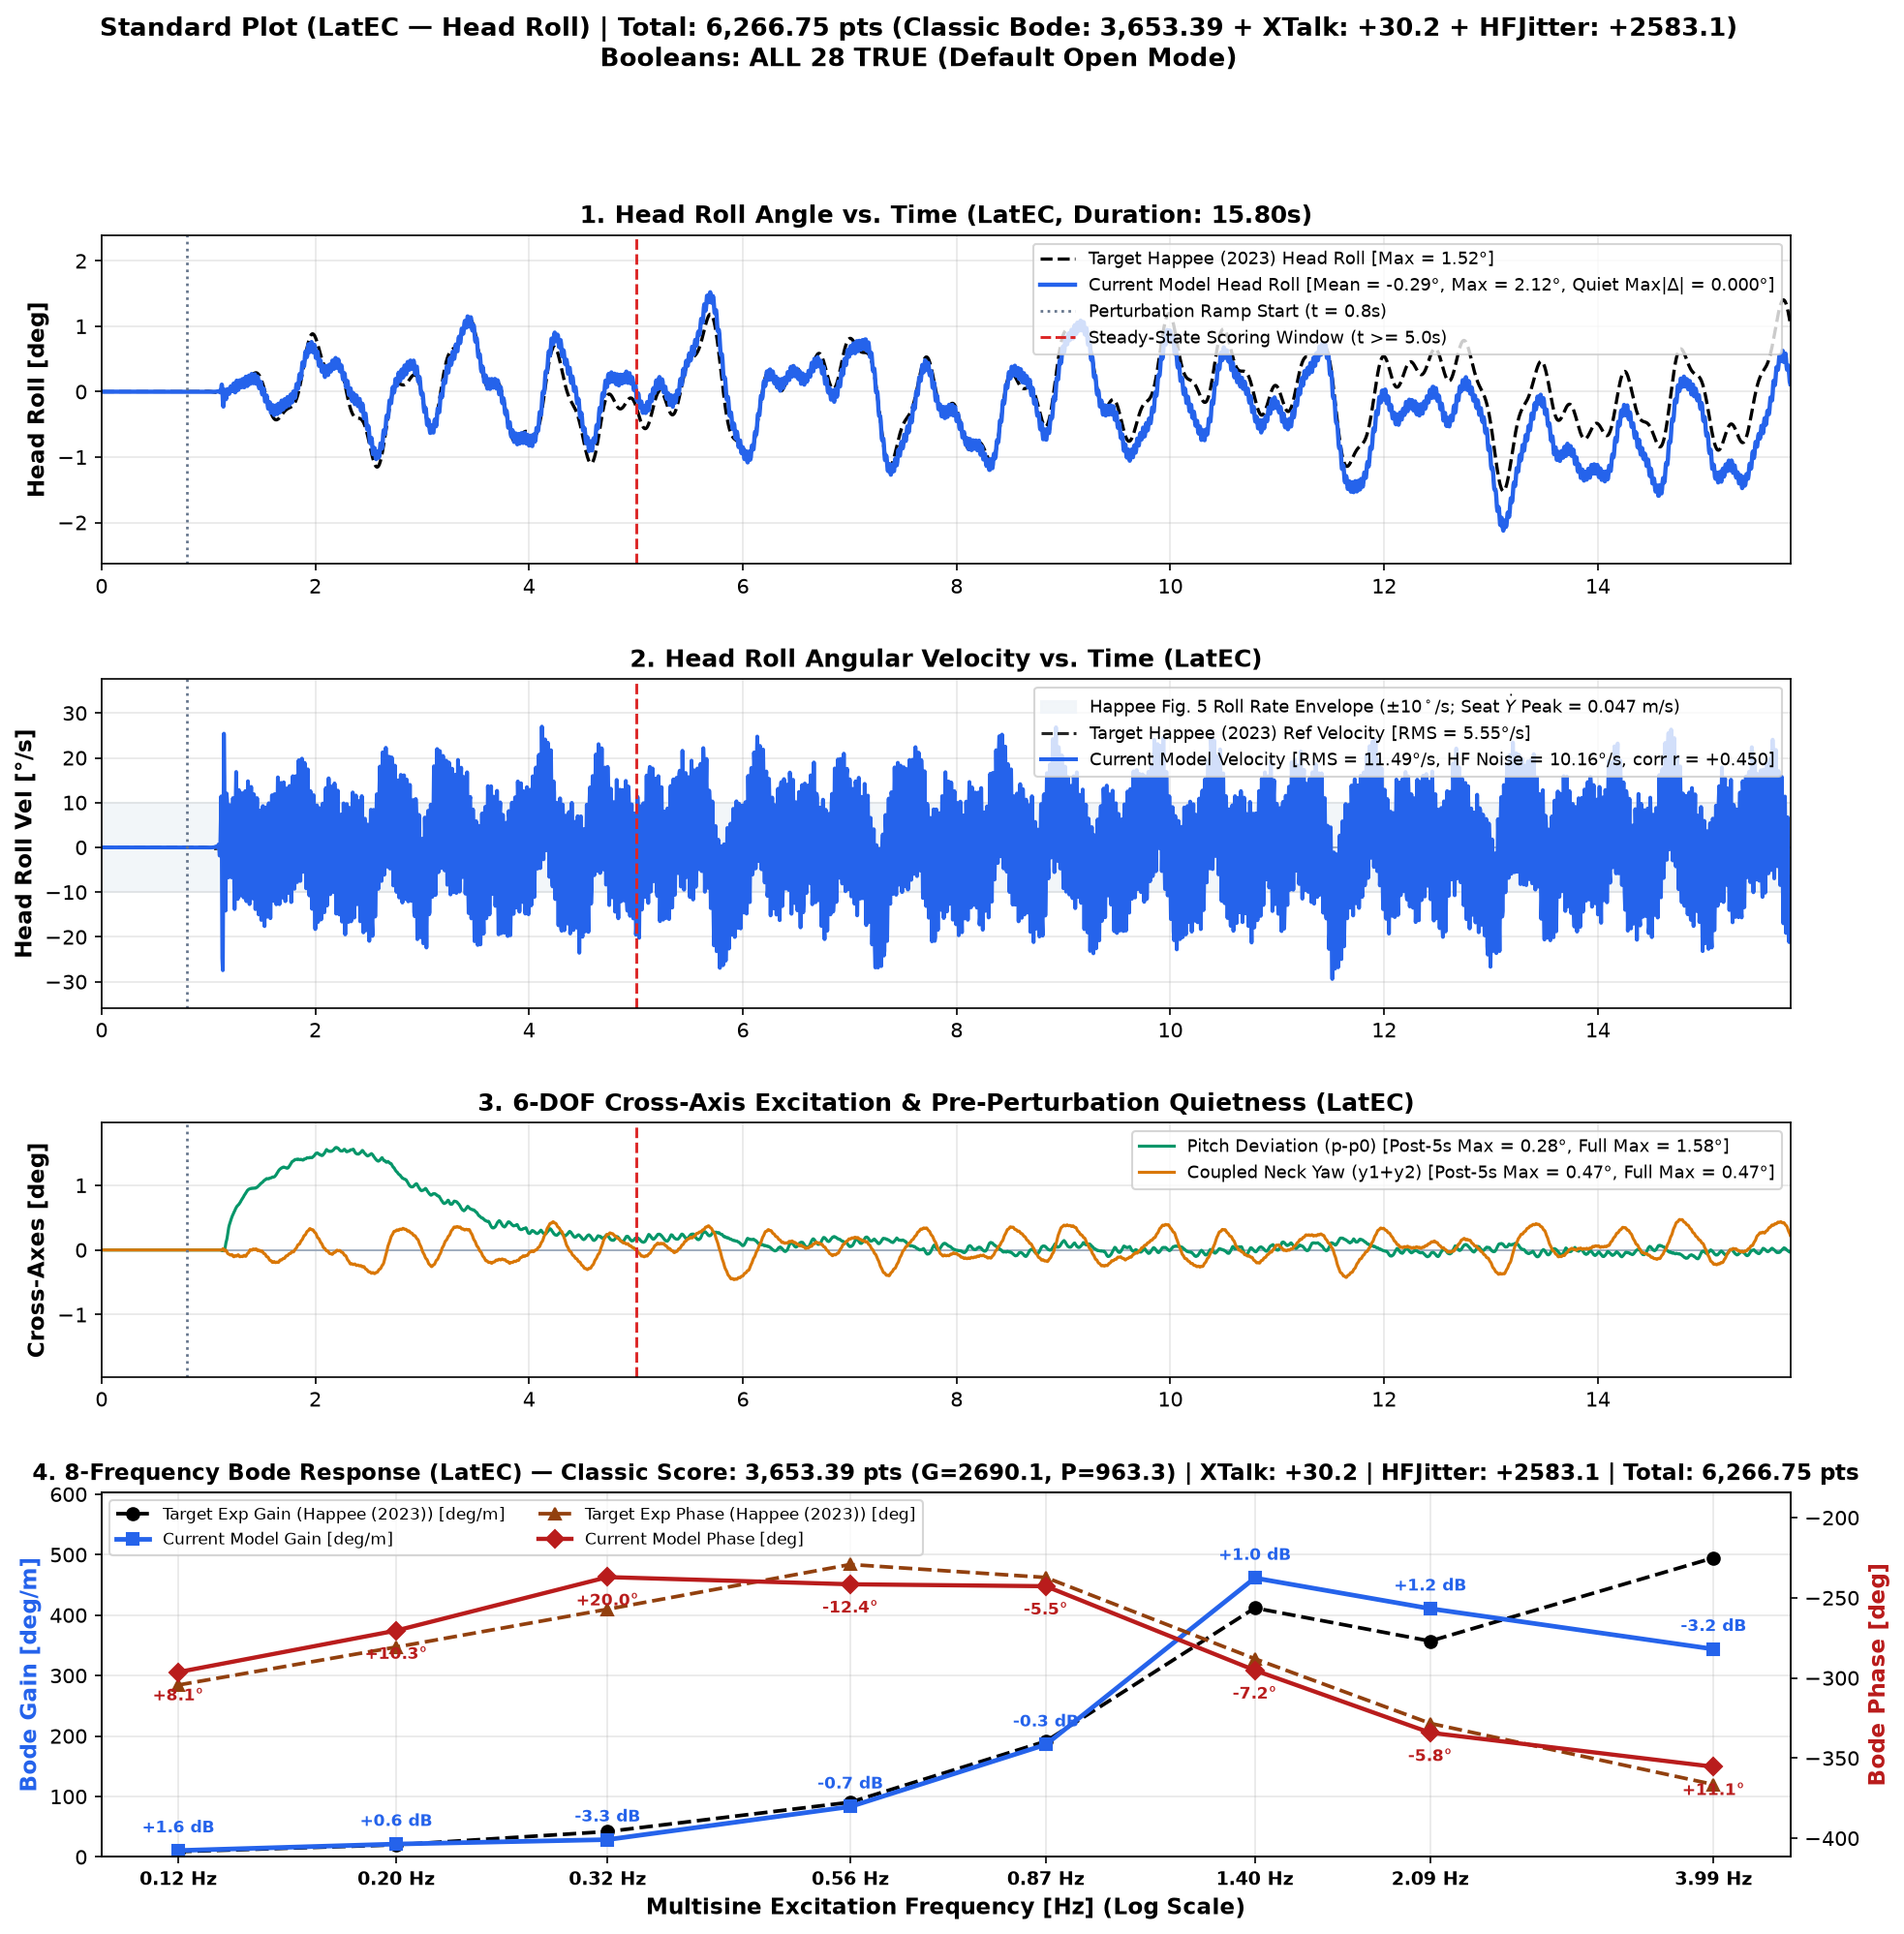 Standard Plot (LatEC — Head Roll) | Total: 6,266.75 pts (Classic Bode: 3,653.39 + XTalk: +30.2 + HFJitter: +2583.1)
Booleans: ALL 28 TRUE (Default Open Mode)
1. Head Roll Angle vs. Time (LatEC, Duration: 15.80s)
Head Roll [deg]
2
1
0
−1
−2
Target Happee (2023) Head Roll [Max = 1.52°]
Current Model Head Roll [Mean = -0.29°, Max = 2.12°, Quiet Max|Δ| = 0.000°]
Perturbation Ramp Start (t = 0.8s)
Steady-State Scoring Window (t >= 5.0s)
0 2 4 6 8 10 12 14
2. Head Roll Angular Velocity vs. Time (LatEC)
Head Roll Vel [°/s]
30
20
10
0
−10
−20
−30
Happee Fig. 5 Roll Rate Envelope (±10°/s; Seat Ẏ Peak = 0.047 m/s)
Target Happee (2023) Ref Velocity [RMS = 5.55°/s]
Current Model Velocity [RMS = 11.49°/s, HF Noise = 10.16°/s, corr r = +0.450]
0 2 4 6 8 10 12 14
3. 6-DOF Cross-Axis Excitation & Pre-Perturbation Quietness (LatEC)
Cross-Axes [deg]
1
0
−1
Pitch Deviation (p-p0) [Post-5s Max = 0.28°, Full Max = 1.58°]
Coupled Neck Yaw (y1+y2) [Post-5s Max = 0.47°, Full Max = 0.47°]
0 2 4 6 8 10 12 14
4. 8-Frequency Bode Response (LatEC) — Classic Score: 3,653.39 pts (G=2690.1, P=963.3) | XTalk: +30.2 | HFJitter: +2583.1 | Total: 6,266.75 pts
Bode Gain [deg/m]
600
500
400
300
200
100
0
Target Exp Gain (Happee (2023)) [deg/m]
Current Model Gain [deg/m]
Target Exp Phase (Happee (2023)) [deg]
Current Model Phase [deg]
+1.6 dB +0.6 dB -3.3 dB -0.7 dB -0.3 dB +1.0 dB +1.2 dB -3.2 dB
+8.1° +10.3° +20.0° -12.4° -5.5° -7.2° -5.8° +11.1°
−200
−250
−300
−350
−400
Bode Phase [deg]
0.12 Hz 0.20 Hz 0.32 Hz 0.56 Hz 0.87 Hz 1.40 Hz 2.09 Hz 3.99 Hz
Multisine Excitation Frequency [Hz] (Log Scale)